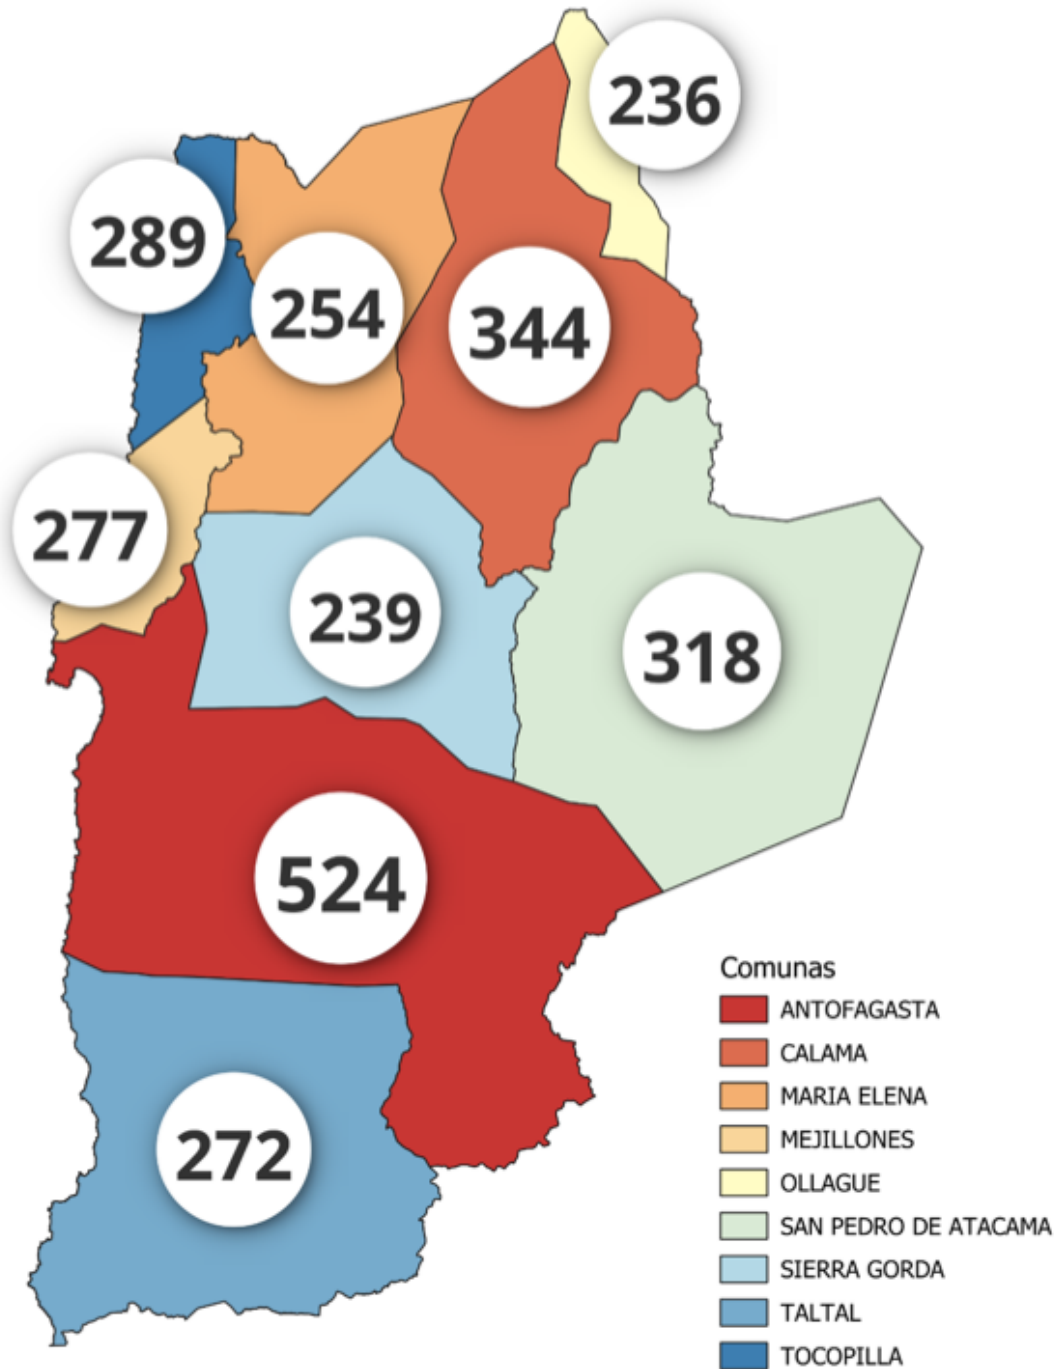 236
289
254
344
277
239
318
524
272
Comunas
ANTOFAGASTA
CALAMA
MARIA ELENA
MEJILLONES
OLLAGUE
SAN PEDRO DE ATACAMA
SIERRA GORDA
TALTAL
TOCOPILLA